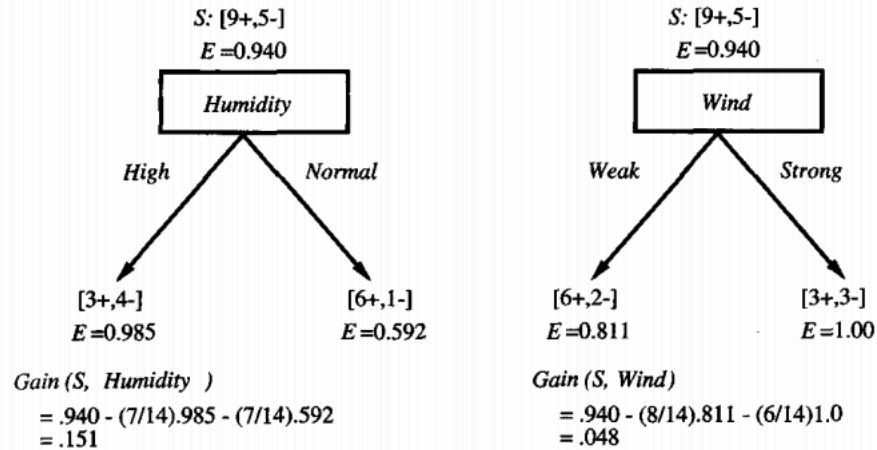 S: [9+,5-]
E =0.940
Humidity
High
Normal
[3+,4-]
E =0.985
[6+,1-]
E =0.592
Gain (S, Humidity )
= .940 - (7/14).985 - (7/14).592
= .151
S: [9+,5-]
E =0.940
Wind
Weak
Strong
[6+,2-]
E =0.811
[3+,3-]
E =1.00
Gain (S, Wind)
= .940 - (8/14).811 - (6/14)1.0
= .048